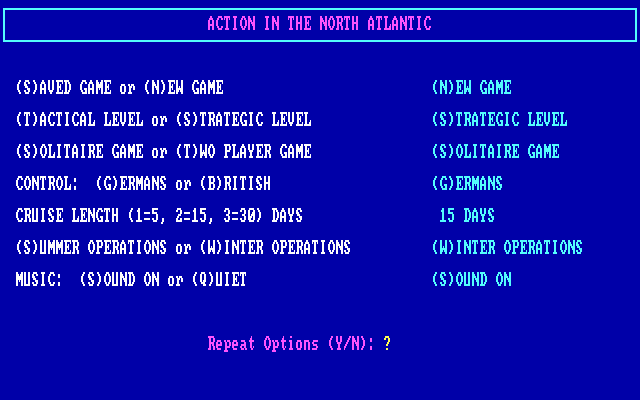 ACTION IN THE NORTH ATLANTIC
(S)AVED GAME or (N)EW GAME (N)EW GAME
(T)ACTICAL LEVEL or (S)TRATEGIC LEVEL (S)TRATEGIC LEVEL
(S)OLITAIRE GAME or (T)WO PLAYER GAME (S)OLITAIRE GAME
CONTROL: (G)ERMANS or (B)RITISH (G)ERMANS
CRUISE LENGTH (1=5, 2=15, 3=30) DAYS 15 DAYS
(S)UMMER OPERATIONS or (W)INTER OPERATIONS (W)INTER OPERATIONS
MUSIC: (S)OUND ON or (Q)UIET (S)OUND ON
Repeat Options (Y/N): ?